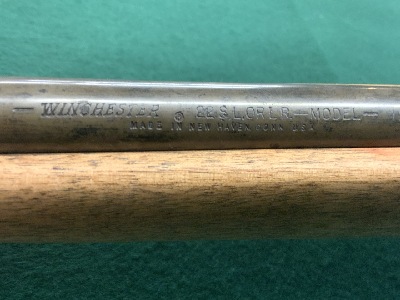 — WINCHESTER ® 22 S. L. OR L.R. — MODEL —
MADE IN NEW HAVEN CONN. U.S.A.